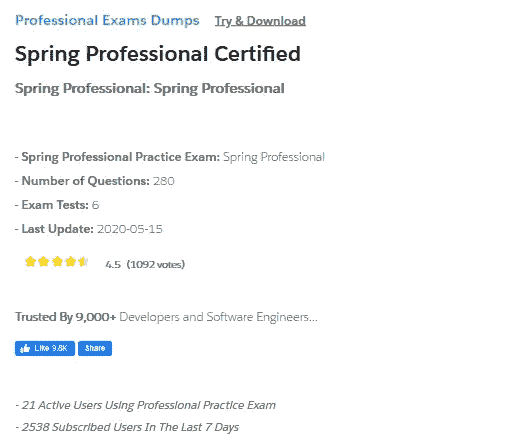 Professional Exams Dumps Try & Download
Spring Professional Certified
Spring Professional: Spring Professional
- Spring Professional Practice Exam: Spring Professional
- Number of Questions: 280
- Exam Tests: 6
- Last Update: 2020-05-15
4.5 (1092 votes)
Trusted By 9,000+ Developers and Software Engineers...
Like 9.6K Share
- 21 Active Users Using Professional Practice Exam
- 2538 Subscribed Users In The Last 7 Days